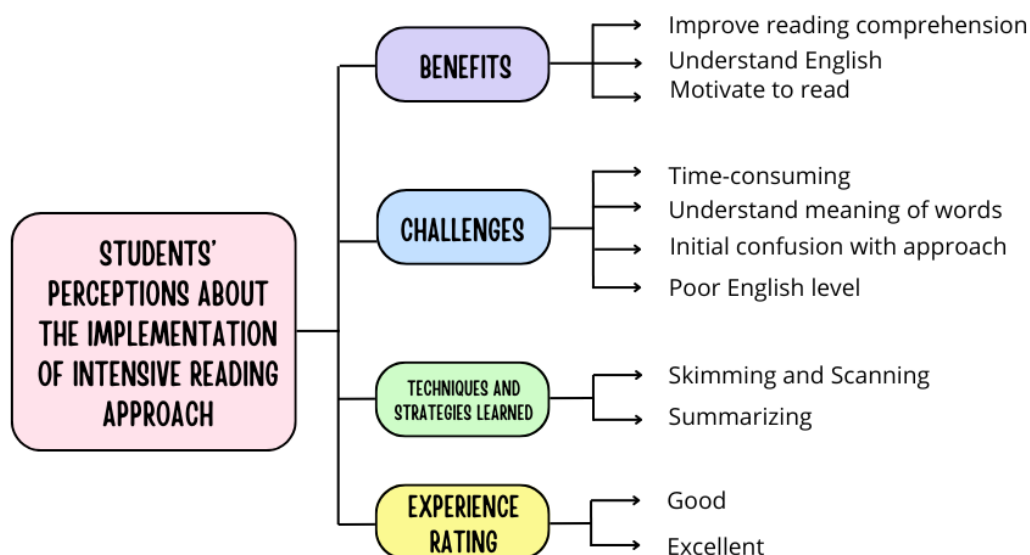 STUDENTS'
PERCEPTIONS ABOUT
THE IMPLEMENTATION
OF INTENSIVE READING
APPROACH
BENEFITS
Improve reading comprehension
Understand English
Motivate to read
CHALLENGES
Time-consuming
Understand meaning of words
Initial confusion with approach
Poor English level
TECHNIQUES AND
STRATEGIES LEARNED
Skimming and Scanning
Summarizing
EXPERIENCE
RATING
Good
Excellent